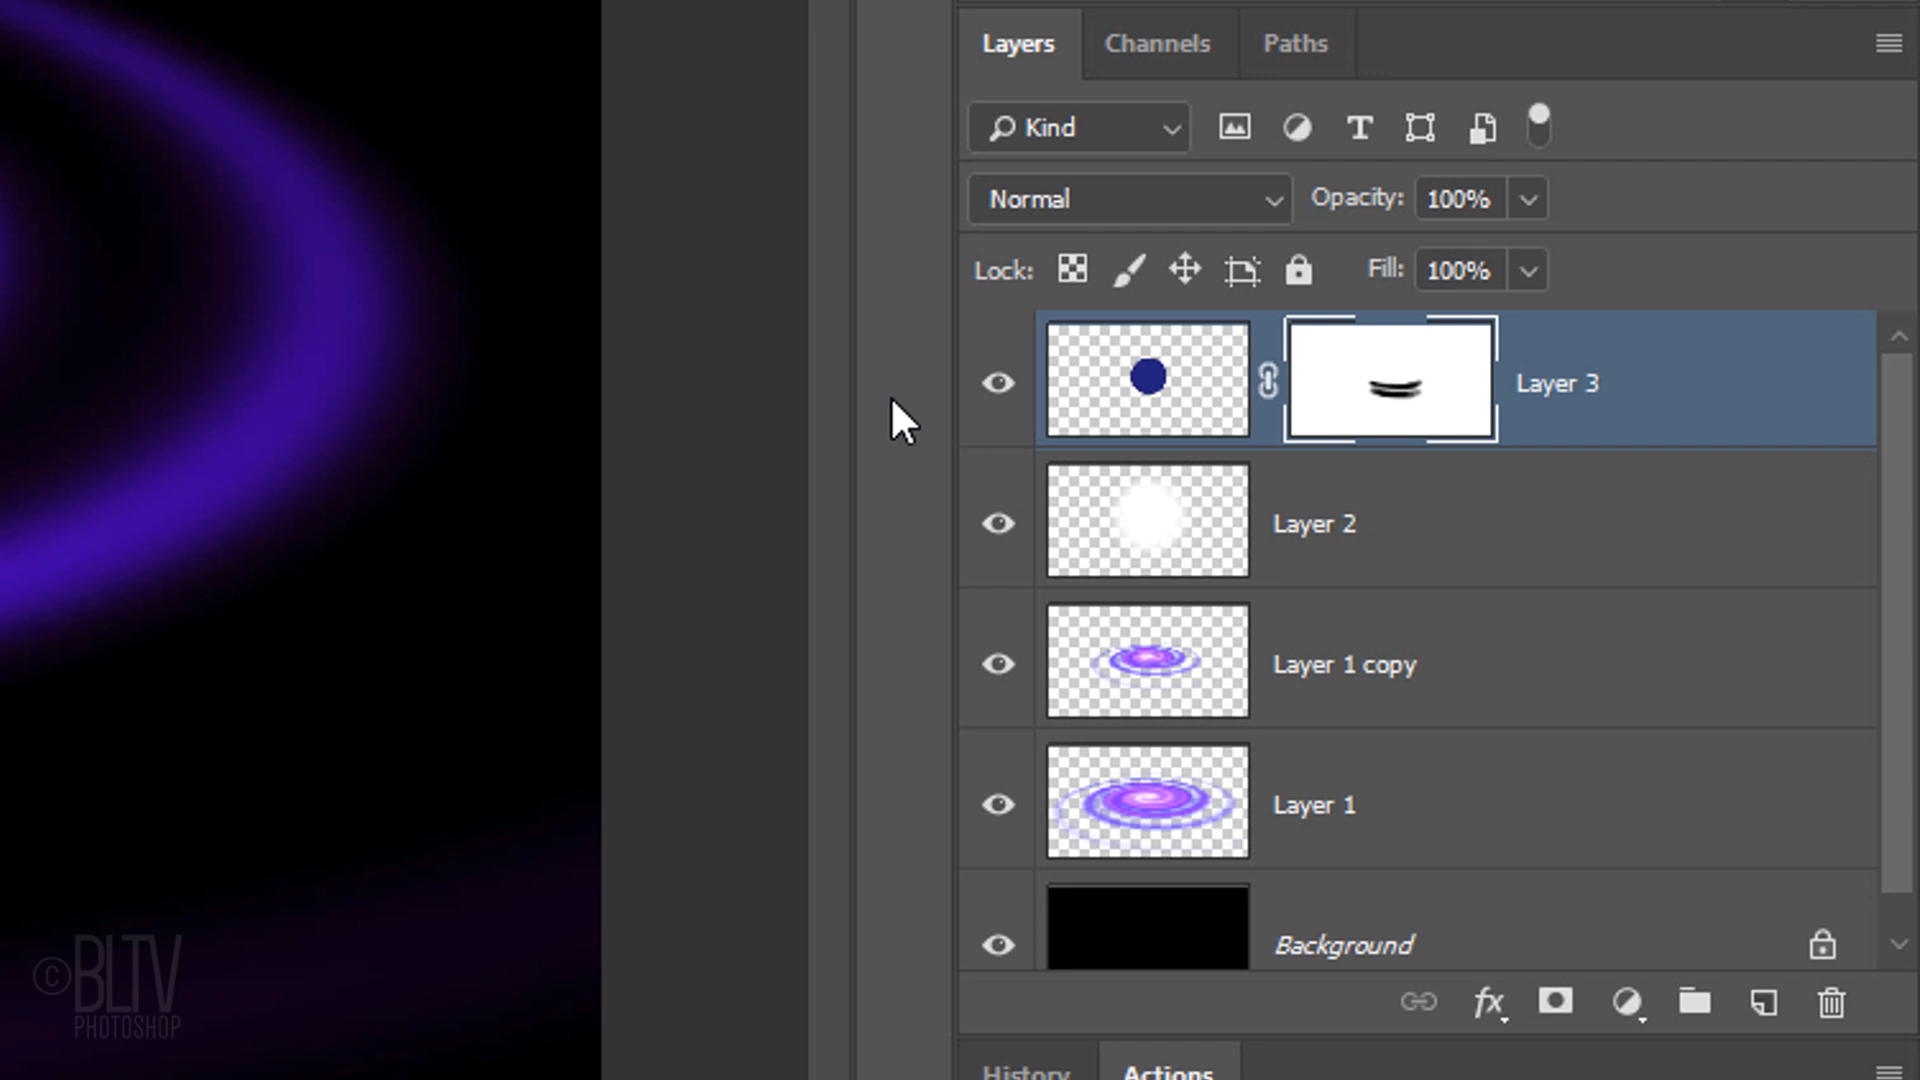 Layers Channels Paths
Kind
Normal Opacity: 100%
Lock: Fill: 100%
Layer 3
Layer 2
Layer 1 copy
Layer 1
Background
fx
© BLTV
PHOTOSHOP
History Actions